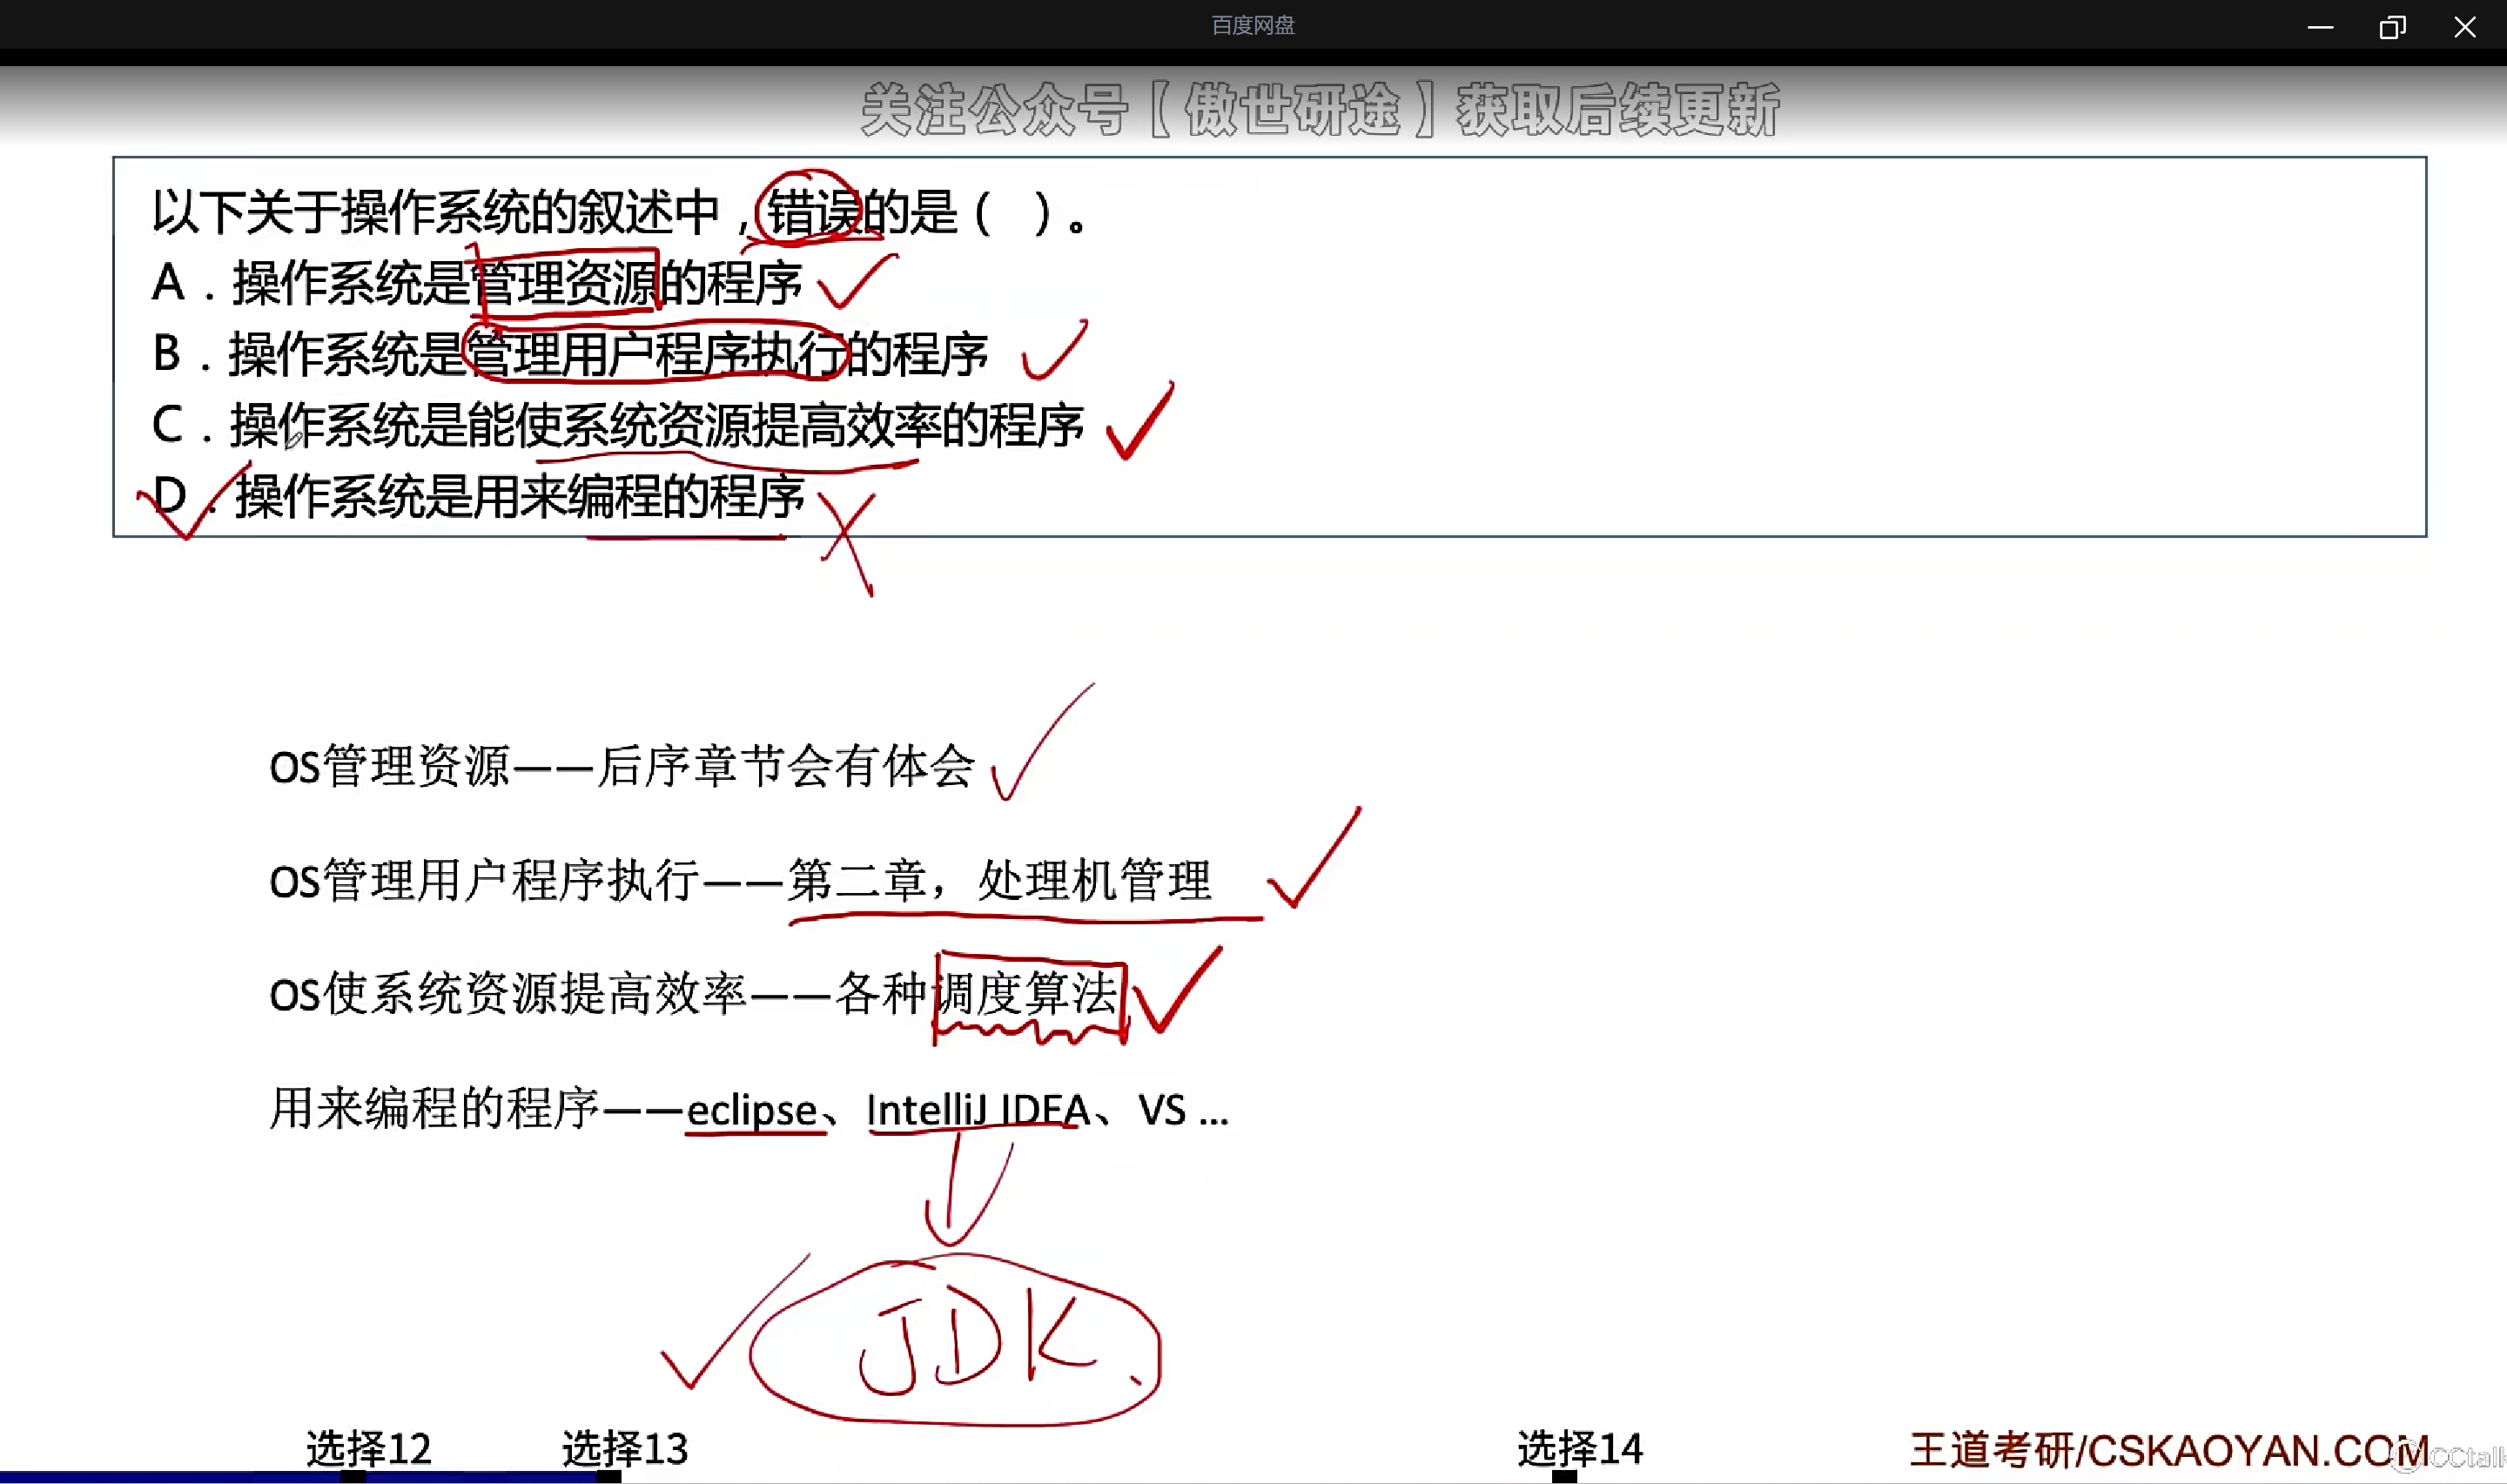 百度网盘
关注公众号【傲世研途】获取后续更新
以下关于操作系统的叙述中，错误的是（ ）。
A．操作系统是管理资源的程序
B．操作系统是管理用户程序执行的程序
C．操作系统是能使系统资源提高效率的程序
D．操作系统是用来编程的程序
OS管理资源——后序章节会有体会
OS管理用户程序执行——第二章，处理机管理
OS使系统资源提高效率——各种调度算法
用来编程的程序——eclipse、IntelliJ IDEA、VS ...
JDK、
选择12 选择13 选择14 王道考研/CSKAOYAN.COM
CCtalk